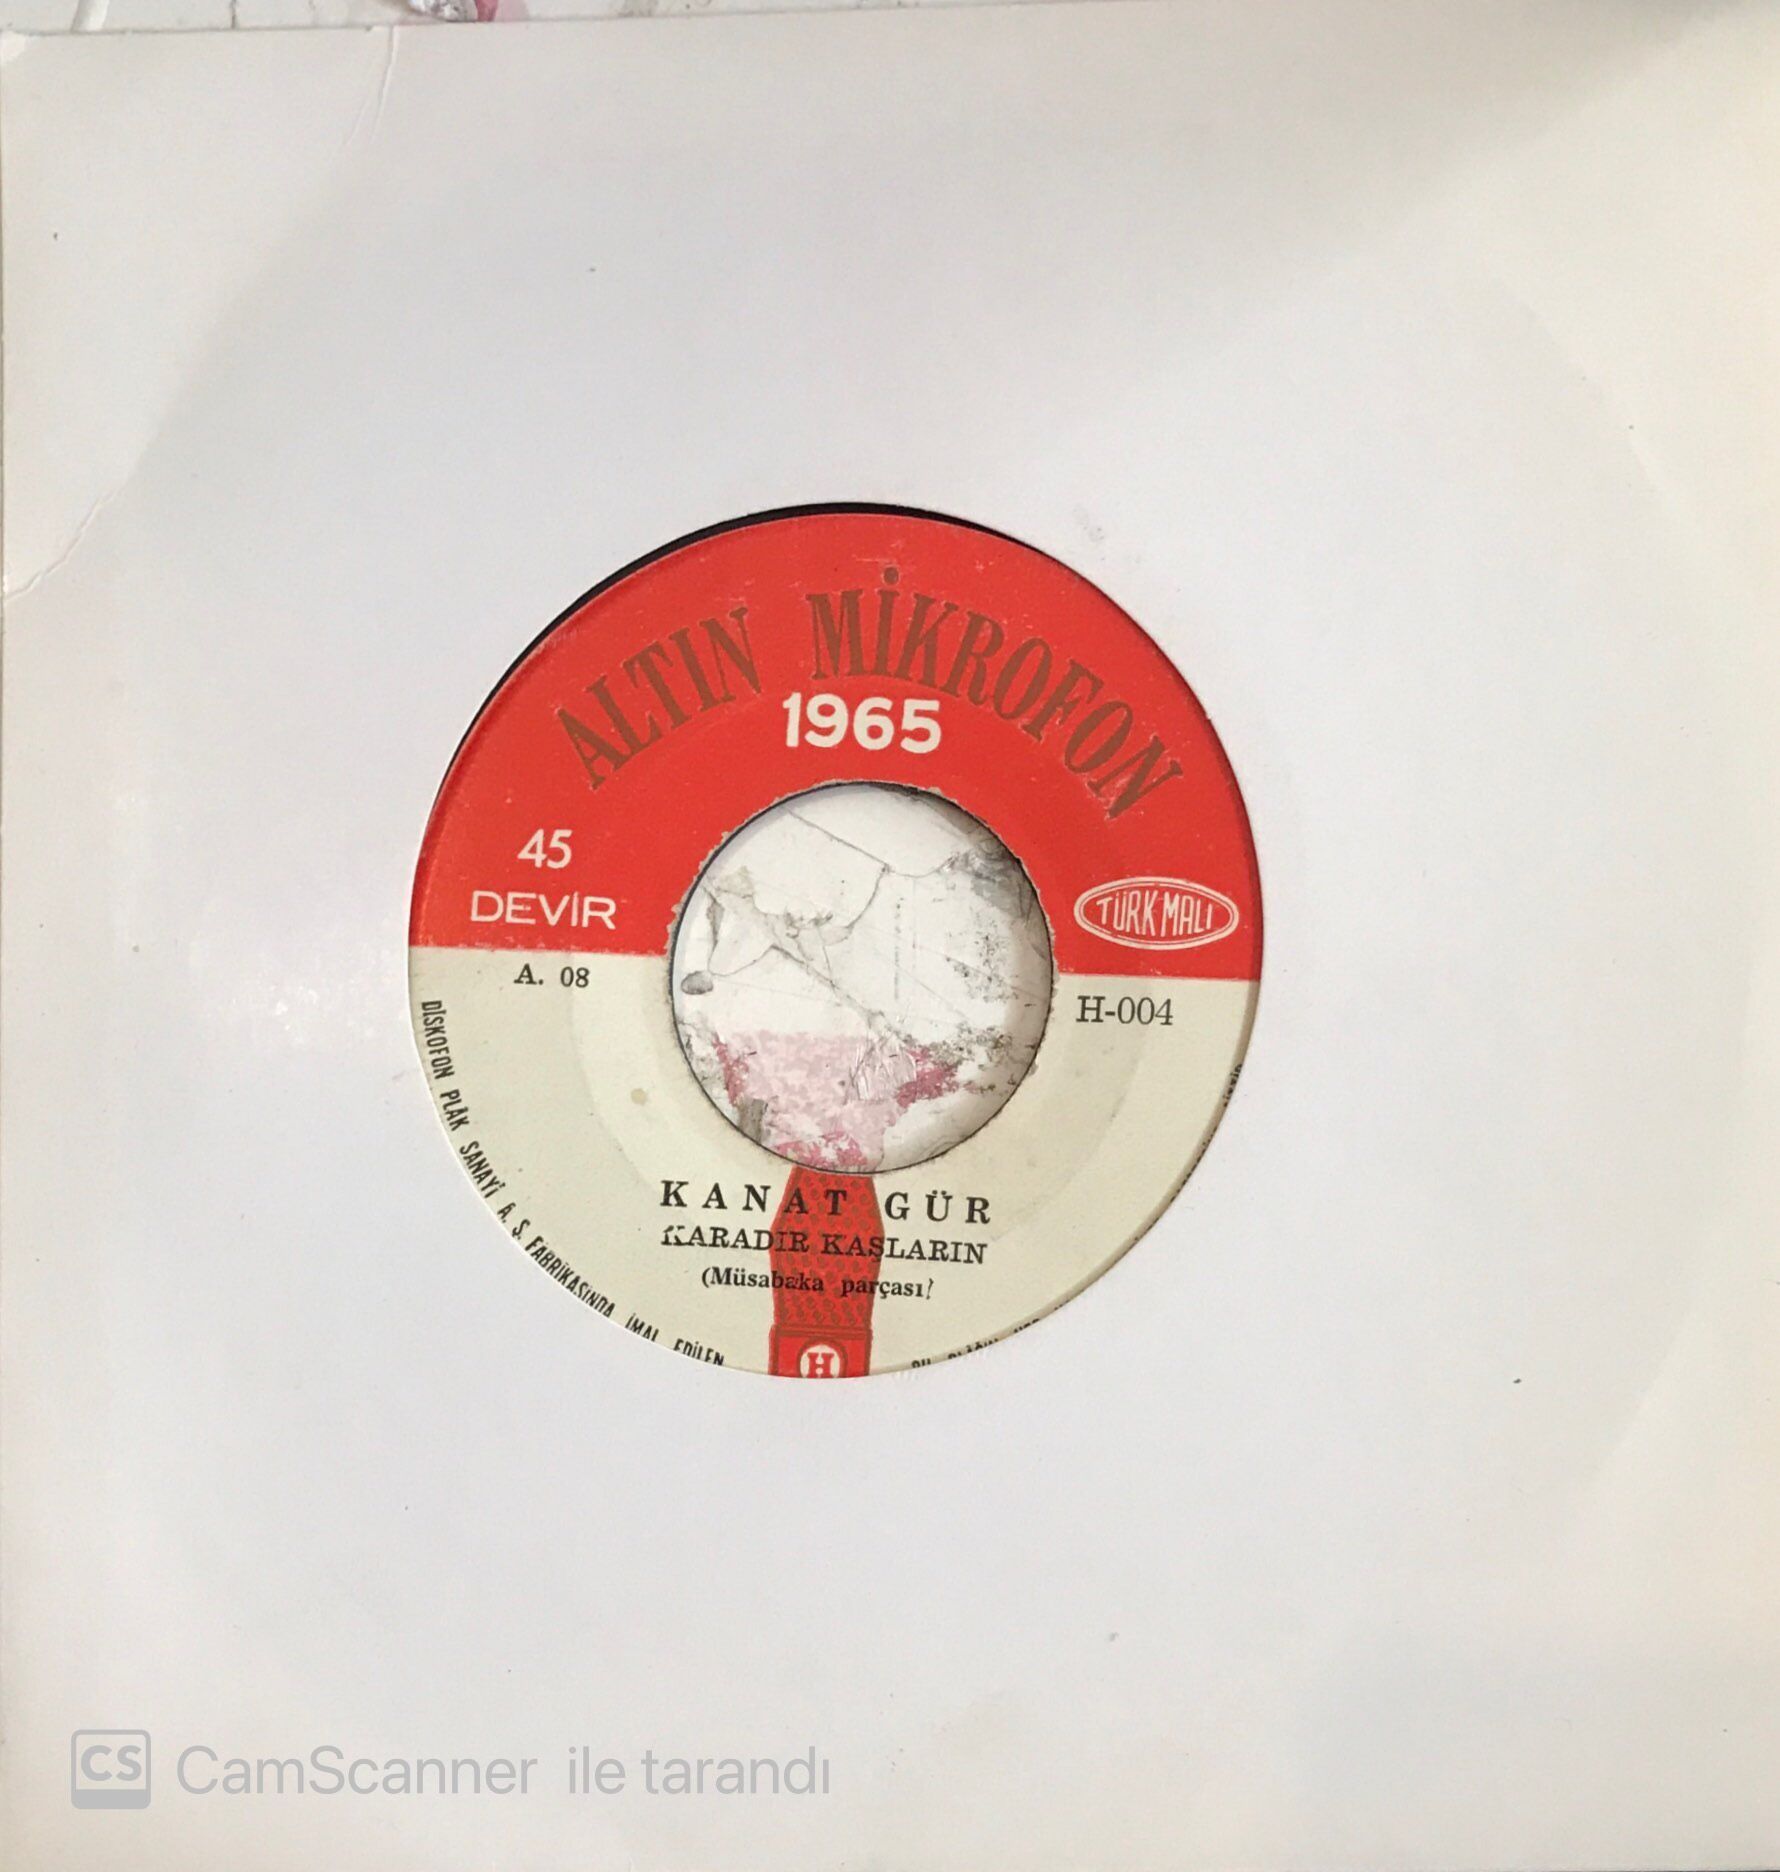 ALTIN MİKROFON
1965
45
DEVİR
TÜRK MALI
A. 08
H-004
KANAT GÜR
KARADIR KAŞLARIN
(Müsabaka parçası)
H
DİSKOFON PLÂK SANAYİ A. Ş. FABRİKASINDA İMAL EDİLEN
CS CamScanner ile tarandı